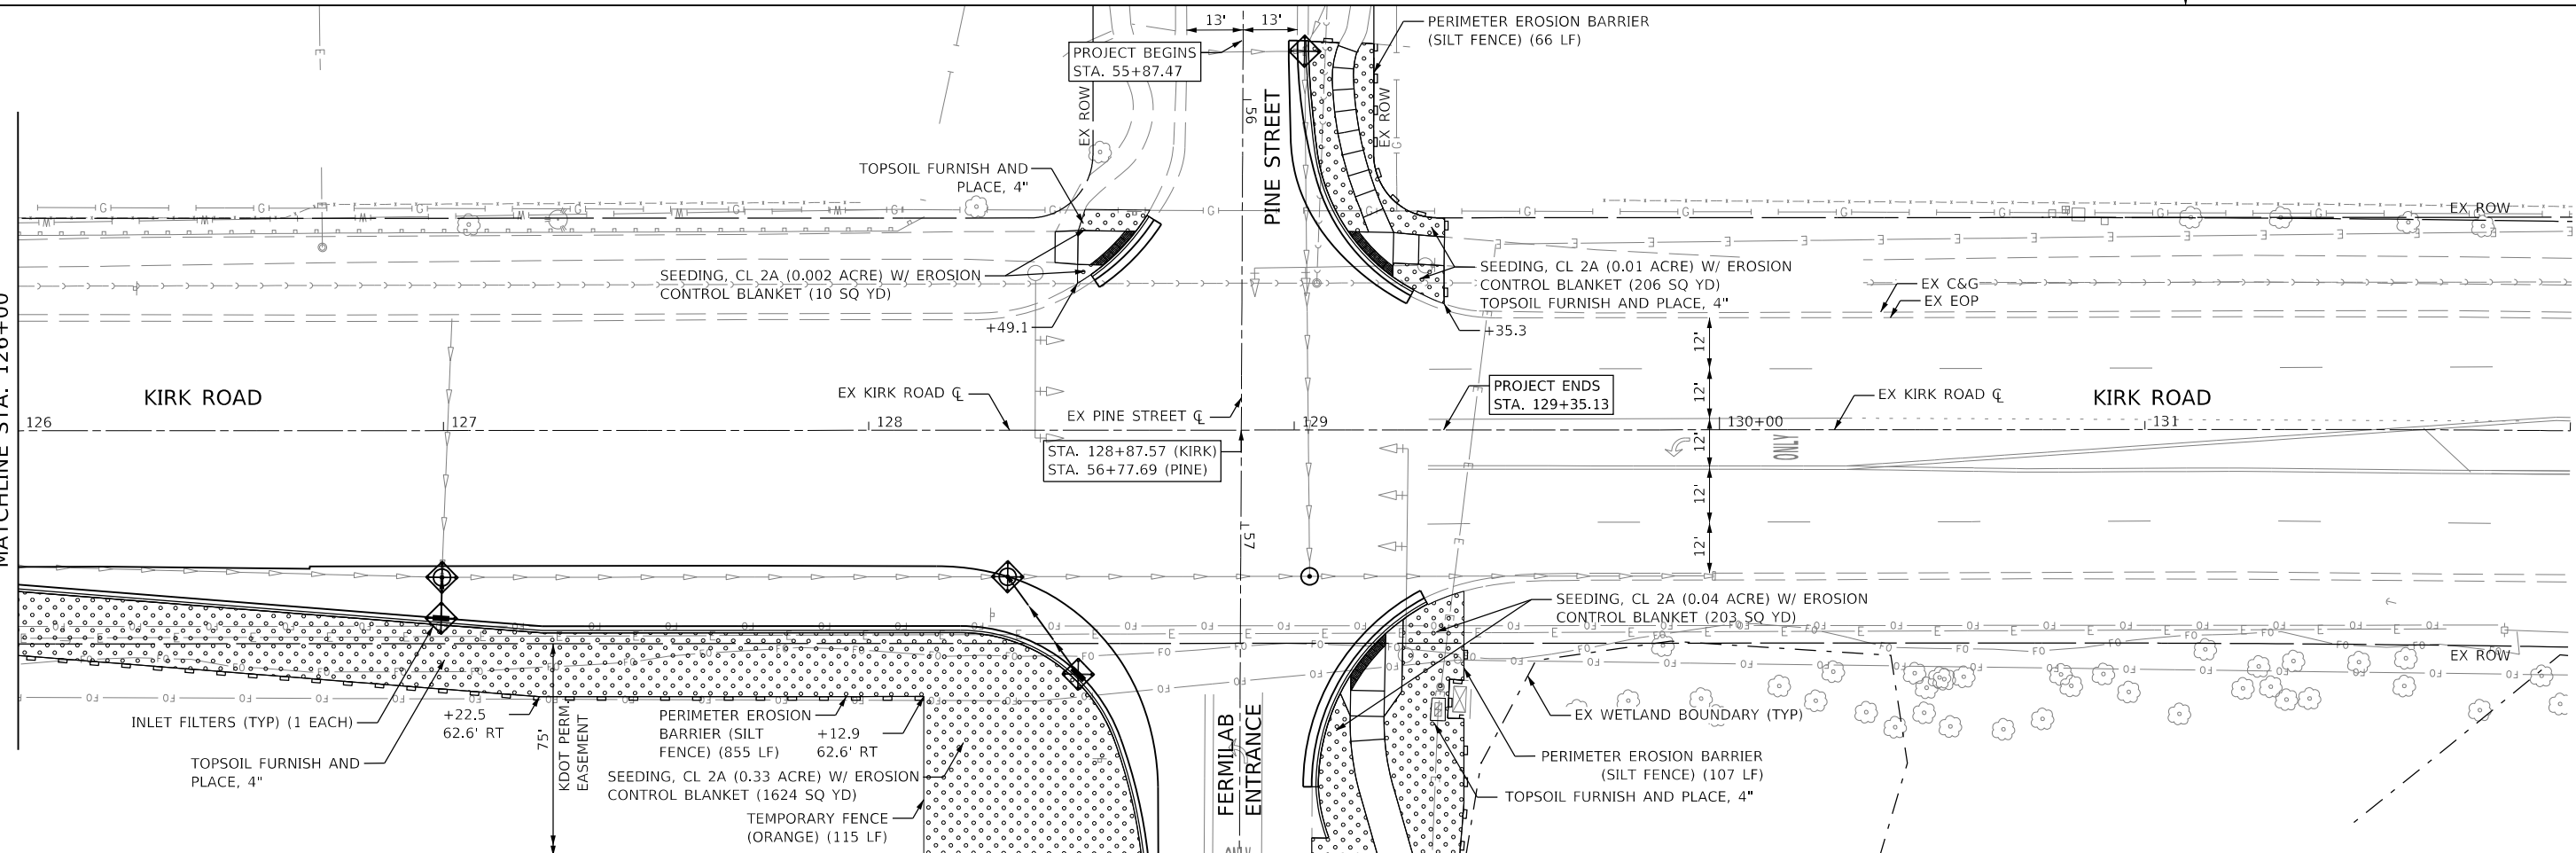 13'
13'
PROJECT BEGINS
STA. 55+87.47
PERIMETER EROSION BARRIER
(SILT FENCE) (66 LF)
EX ROW
EX ROW
56
PINE STREET
TOPSOIL FURNISH AND
PLACE, 4"
EX ROW
SEEDING, CL 2A (0.002 ACRE) W/ EROSION
CONTROL BLANKET (10 SQ YD)
SEEDING, CL 2A (0.01 ACRE) W/ EROSION
CONTROL BLANKET (206 SQ YD)
TOPSOIL FURNISH AND PLACE, 4"
EX C&G
EX EOP
+49.1
+35.3
MATCHLINE STA. 126+00
12'
12'
12'
12'
12'
KIRK ROAD
EX KIRK ROAD ℄
EX PINE STREET ℄
PROJECT ENDS
STA. 129+35.13
EX KIRK ROAD ℄
KIRK ROAD
126
127
128
129
130+00
131
ONLY
STA. 128+87.57 (KIRK)
STA. 56+77.69 (PINE)
57
SEEDING, CL 2A (0.04 ACRE) W/ EROSION
CONTROL BLANKET (203 SQ YD)
EX ROW
INLET FILTERS (TYP) (1 EACH)
+22.5
62.6' RT
TOPSOIL FURNISH AND
PLACE, 4"
75'
KDOT PERM.
EASEMENT
PERIMETER EROSION
BARRIER (SILT
FENCE) (855 LF)
+12.9
62.6' RT
SEEDING, CL 2A (0.33 ACRE) W/ EROSION
CONTROL BLANKET (1624 SQ YD)
TEMPORARY FENCE
(ORANGE) (115 LF)
FERMILAB
ENTRANCE
EX WETLAND BOUNDARY (TYP)
PERIMETER EROSION BARRIER
(SILT FENCE) (107 LF)
TOPSOIL FURNISH AND PLACE, 4"